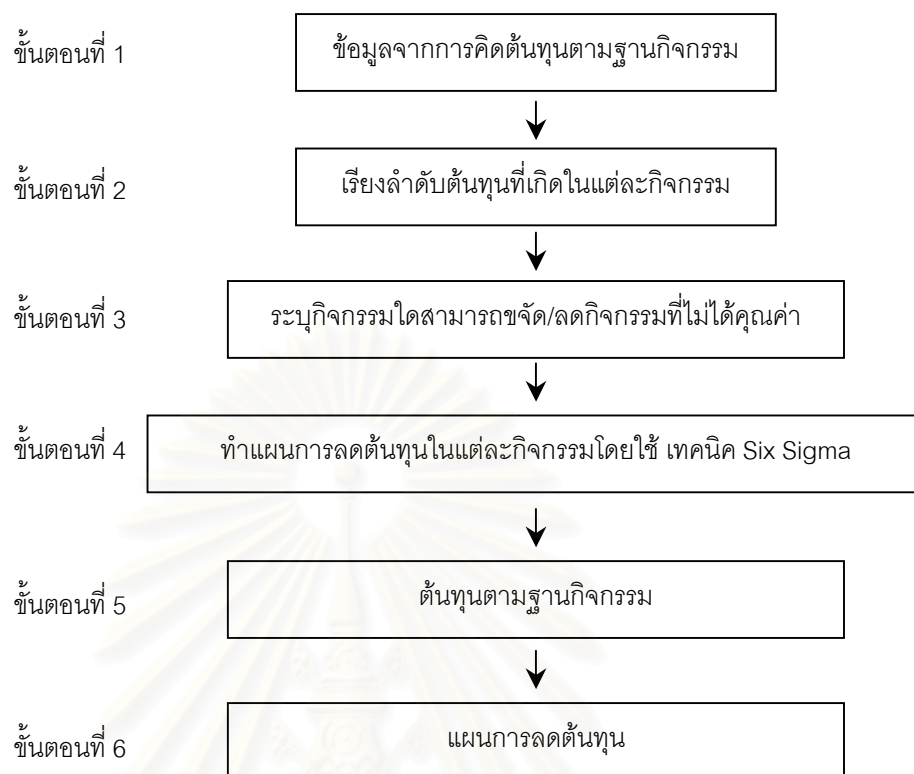 ขั้นตอนที่ 1 ข้อมูลจากการคิดต้นทุนตามฐานกิจกรรม
ขั้นตอนที่ 2 เรียงลำดับต้นทุนที่เกิดในแต่ละกิจกรรม
ขั้นตอนที่ 3 ระบุกิจกรรมใดสามารถขจัด/ลดกิจกรรมที่ไม่ได้คุณค่า
ขั้นตอนที่ 4 ทำแผนการลดต้นทุนในแต่ละกิจกรรมโดยใช้ เทคนิค Six Sigma
ขั้นตอนที่ 5 ต้นทุนตามฐานกิจกรรม
ขั้นตอนที่ 6 แผนการลดต้นทุน